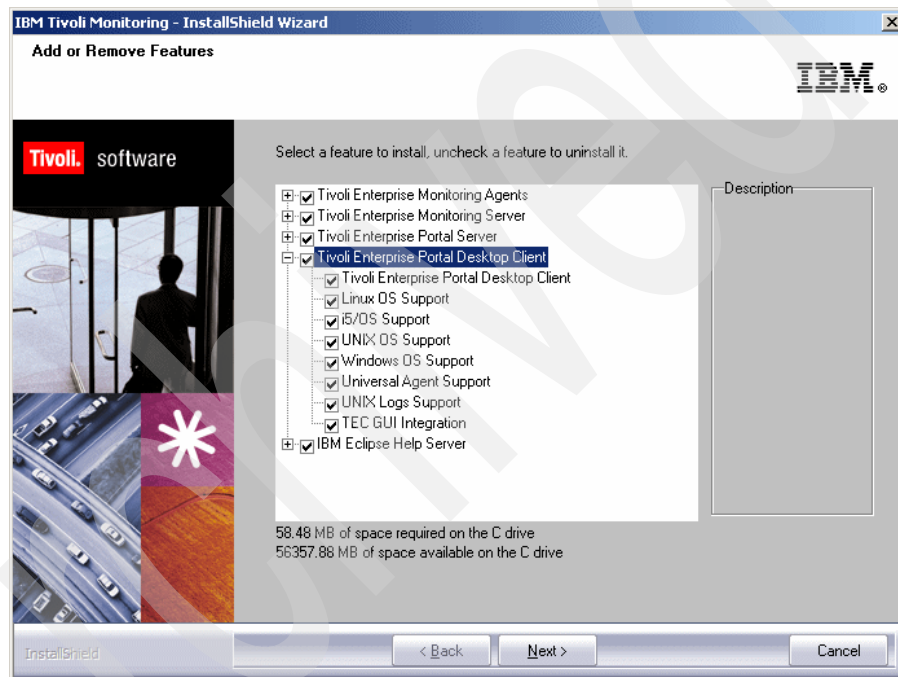 IBM Tivoli Monitoring - InstallShield Wizard
Add or Remove Features
IBM®
Tivoli. software
Select a feature to install, uncheck a feature to uninstall it.
Description
Tivoli Enterprise Monitoring Agents
Tivoli Enterprise Monitoring Server
Tivoli Enterprise Portal Server
Tivoli Enterprise Portal Desktop Client
Tivoli Enterprise Portal Desktop Client
Linux OS Support
i5/OS Support
UNIX OS Support
Windows OS Support
Universal Agent Support
UNIX Logs Support
TEC GUI Integration
IBM Eclipse Help Server
58.48 MB of space required on the C drive
56357.88 MB of space available on the C drive
InstallShield
< Back
Next >
Cancel